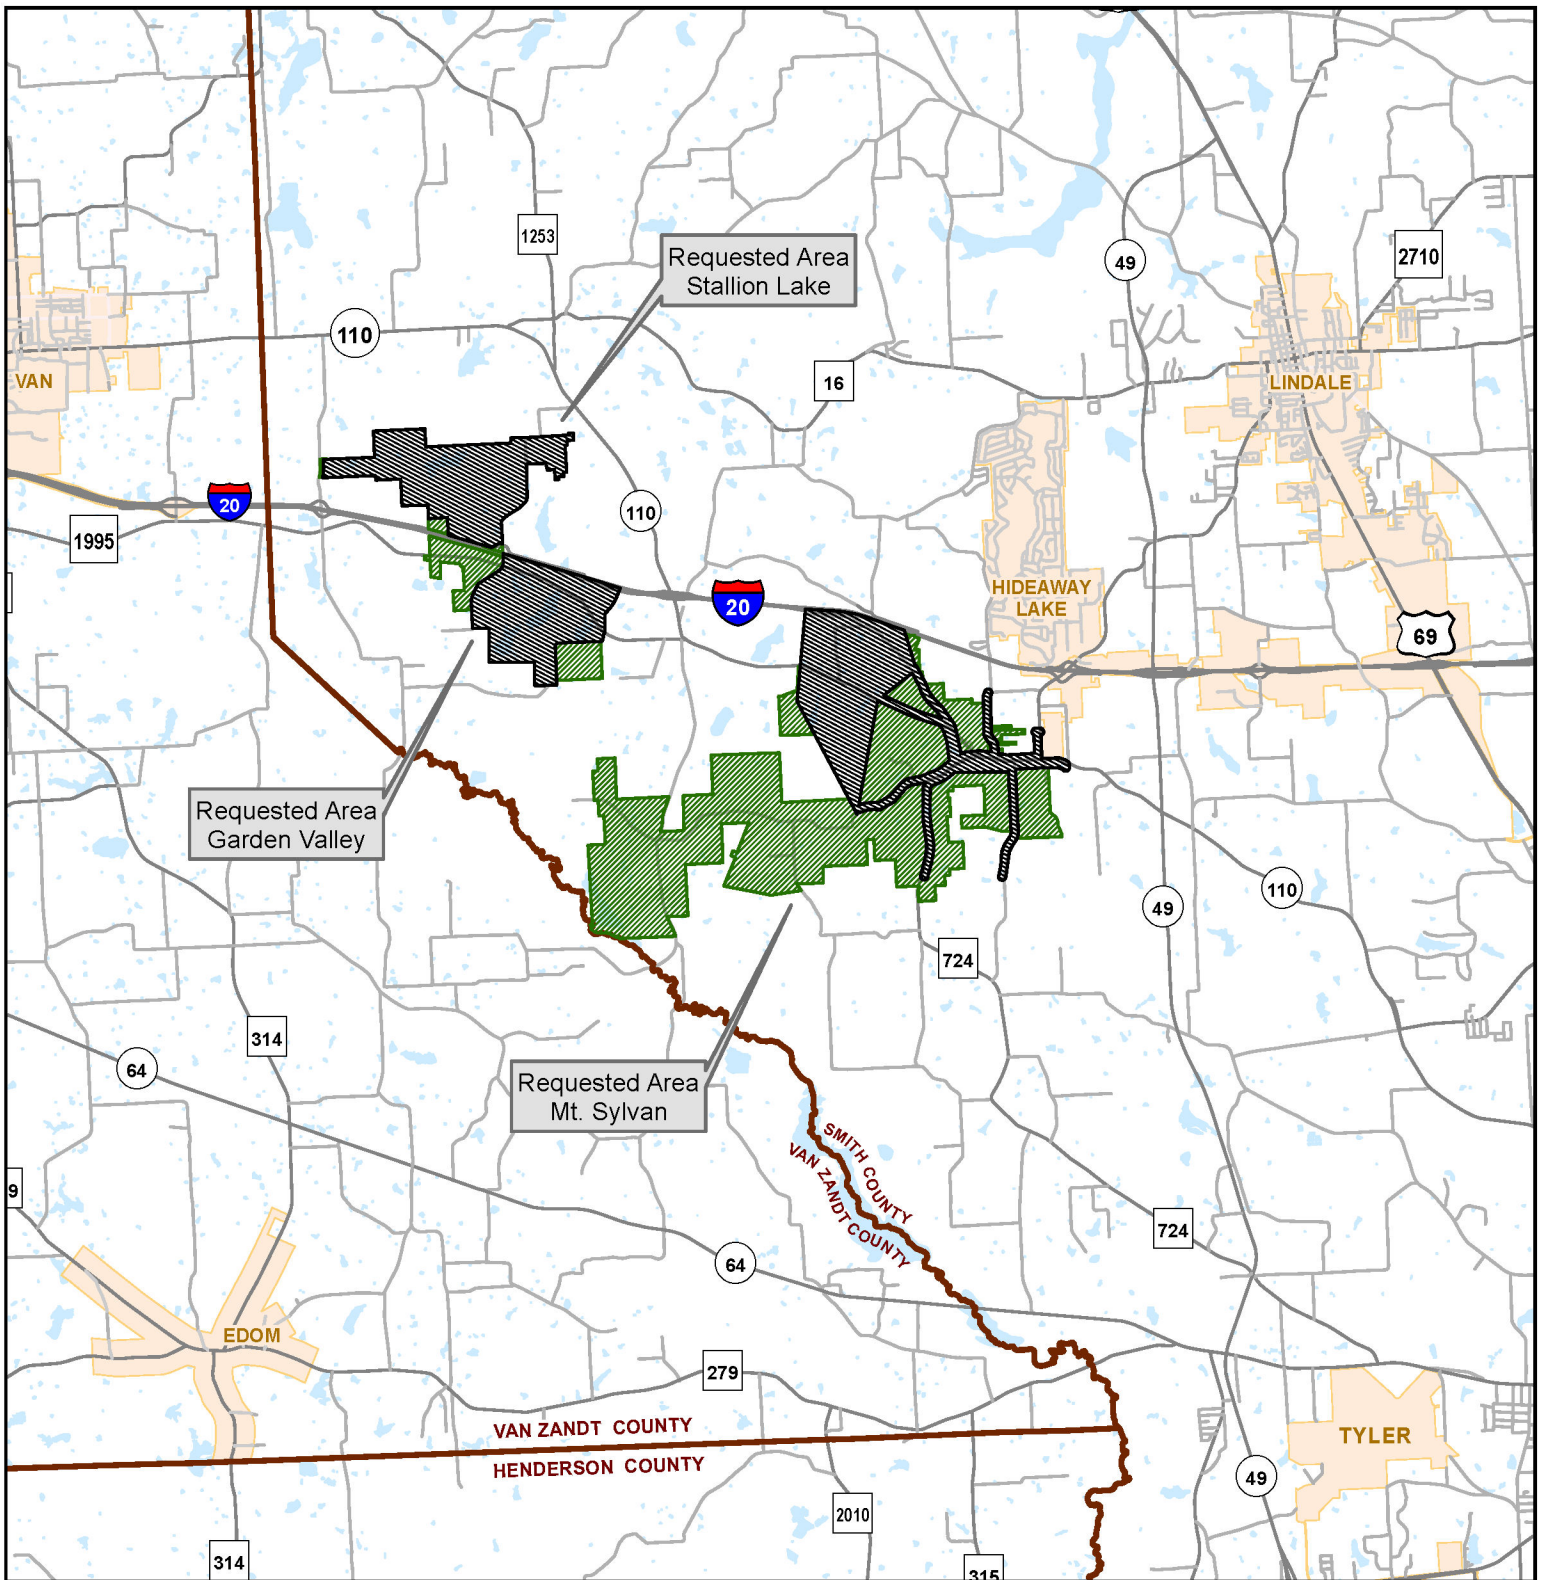 1253
Requested Area
Stallion Lake
49
2710
110
16
VAN
LINDALE
20
1995
110
20
HIDEAWAY
LAKE
69
Requested Area
Garden Valley
110
49
724
314
64
Requested Area
Mt. Sylvan
SMITH COUNTY
VAN ZANDT COUNTY
9
724
64
EDOM
279
VAN ZANDT COUNTY
HENDERSON COUNTY
TYLER
49
2010
314
315